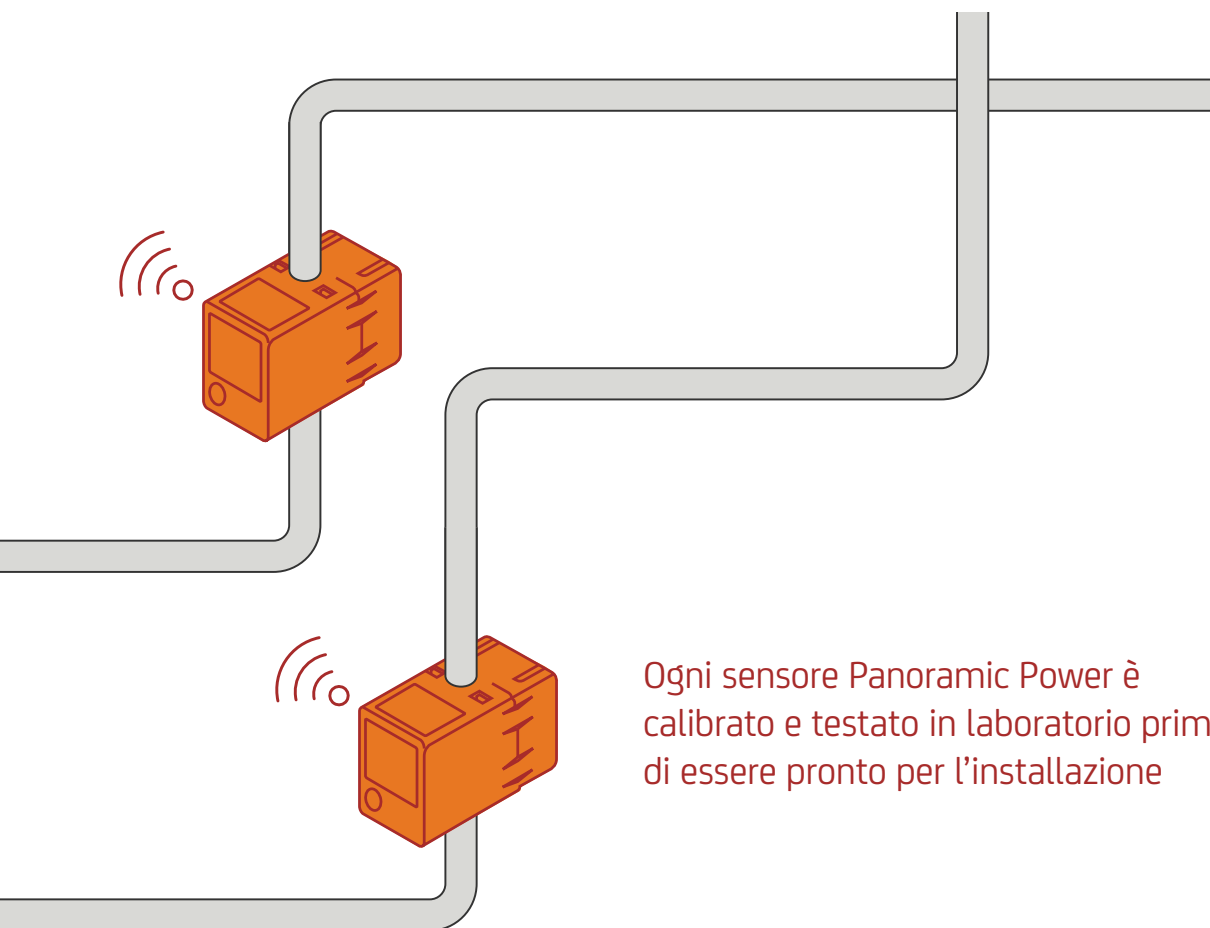 Ogni sensore Panoramic Power è
calibrato e testato in laboratorio prim
di essere pronto per l’installazione